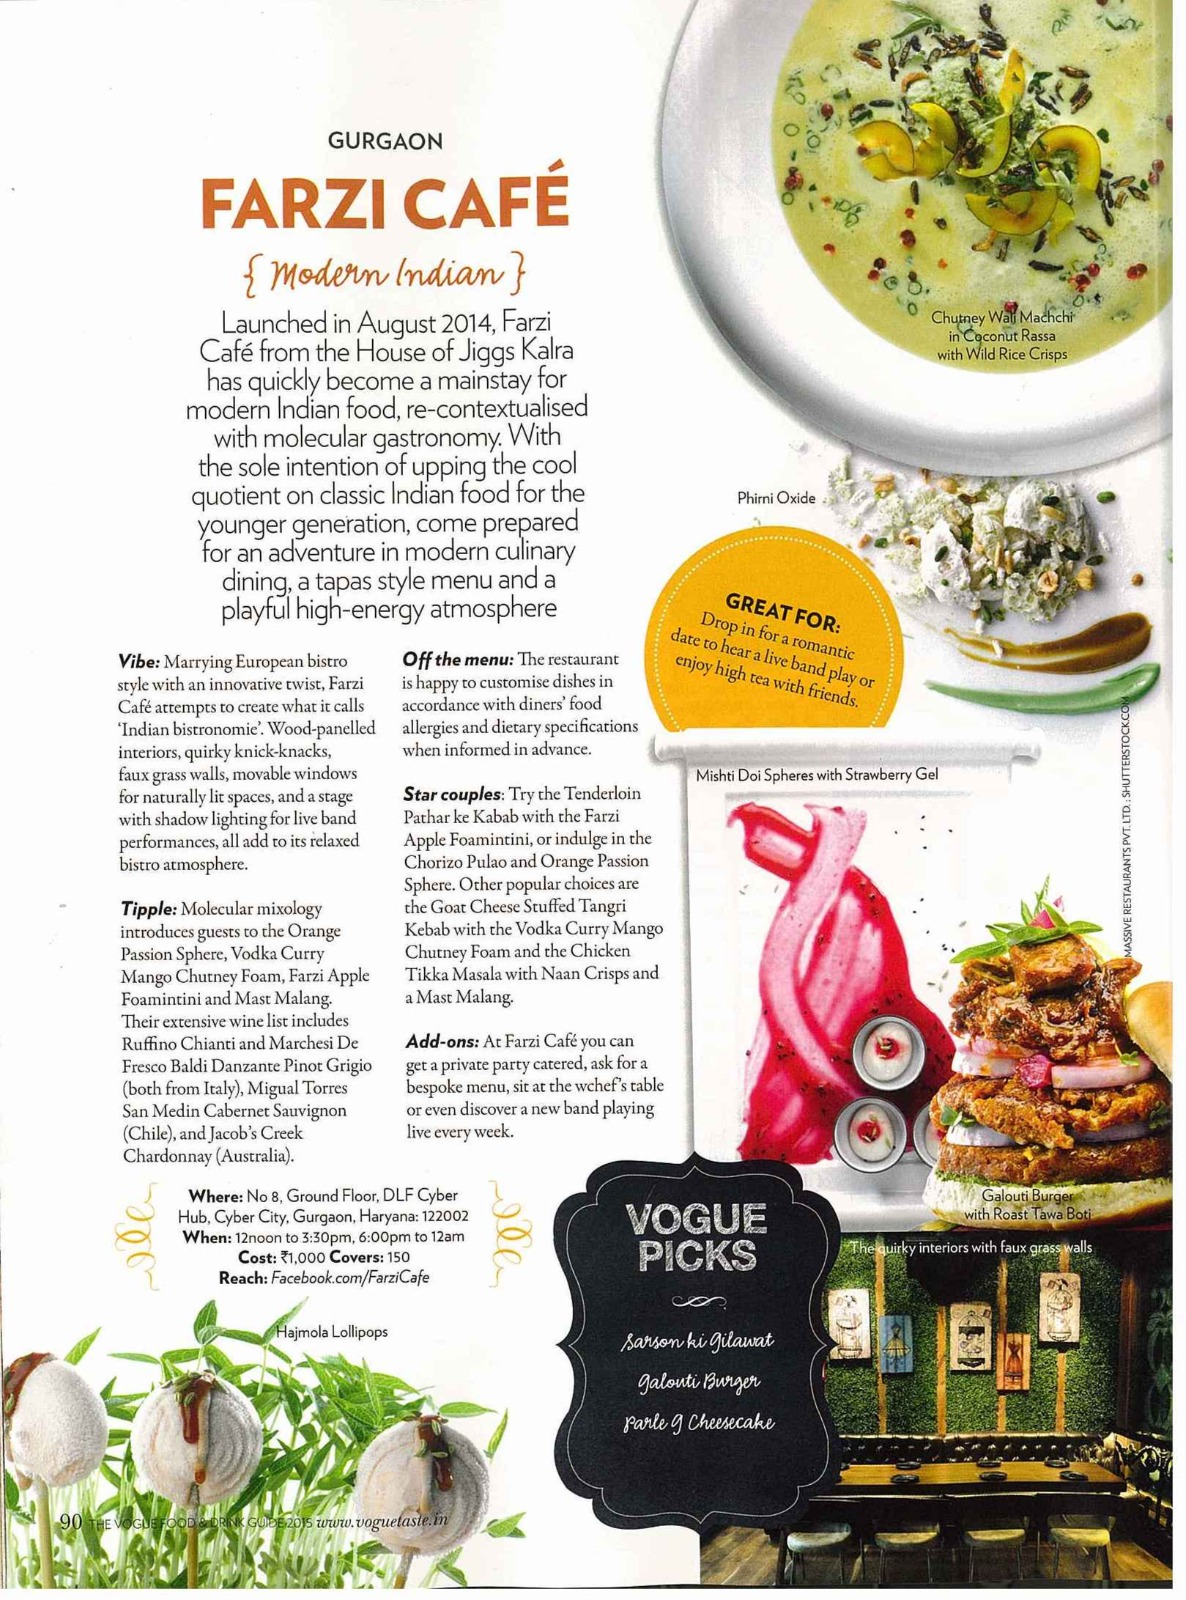 GURGAON
FARZI CAFÉ
{ Modern Indian }
Launched in August 2014, Farzi
Café from the House of Jiggs Kalra
has quickly become a mainstay for
modern Indian food, re-contextualised
with molecular gastronomy. With
the sole intention of upping the cool
quotient on classic Indian food for the
younger generation, come prepared
for an adventure in modern culinary
dining, a tapas style menu and a
playful high-energy atmosphere
Vibe: Marrying European bistro
style with an innovative twist, Farzi
Café attempts to create what it calls
‘Indian bistronomie’. Wood-panelled
interiors, quirky knick-knacks,
faux grass walls, movable windows
for naturally lit spaces, and a stage
with shadow lighting for live band
performances, all add to its relaxed
bistro atmosphere.
Tipple: Molecular mixology
introduces guests to the Orange
Passion Sphere, Vodka Curry
Mango Chutney Foam, Farzi Apple
Foamintini and Mast Malang.
Their extensive wine list includes
Ruffino Chianti and Marchesi De
Fresco Baldi Danzante Pinot Grigio
(both from Italy), Migual Torres
San Medin Cabernet Sauvignon
(Chile), and Jacob's Creek
Chardonnay (Australia).
Off the menu: The restaurant
is happy to customise dishes in
accordance with diners' food
allergies and dietary specifications
when informed in advance.
Star couples: Try the Tenderloin
Pathar ke Kabab with the Farzi
Apple Foamintini, or indulge in the
Chorizo Pulao and Orange Passion
Sphere. Other popular choices are
the Goat Cheese Stuffed Tangri
Kebab with the Vodka Curry Mango
Chutney Foam and the Chicken
Tikka Masala with Naan Crisps and
a Mast Malang.
Add-ons: At Farzi Café you can
get a private party catered, ask for a
bespoke menu, sit at the wchef's table
or even discover a new band playing
live every week.
Where: No 8, Ground Floor, DLF Cyber
Hub, Cyber City, Gurgaon, Haryana: 122002
When: 12noon to 3:30pm, 6:00pm to 12am
Cost: ₹1,000 Covers: 150
Reach: Facebook.com/FarziCafe
Hajmola Lollipops
90 THE VOGUE FOOD & DRINK GUIDE 2015 www.voguetaste.in
Chutney Wali Machchi
in Coconut Rassa
with Wild Rice Crisps
Phirni Oxide
GREAT FOR:
Drop in for a romantic
date to hear a live band play or
enjoy high tea with friends.
Mishti Doi Spheres with Strawberry Gel
MASSIVE RESTAURANTS PVT. LTD.; SHUTTERSTOCK.COM
Galouti Burger
with Roast Tawa Boti
The quirky interiors with faux grass walls
VOGUE
PICKS
Sarson ki Gilawat
Galouti Burger
Parle G Cheesecake